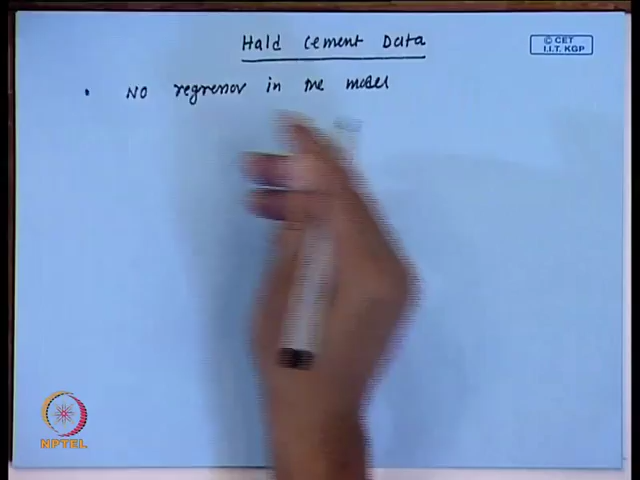 Hald Cement Data
© CET
I.I.T. KGP
• No regressor in the model
NPTEL